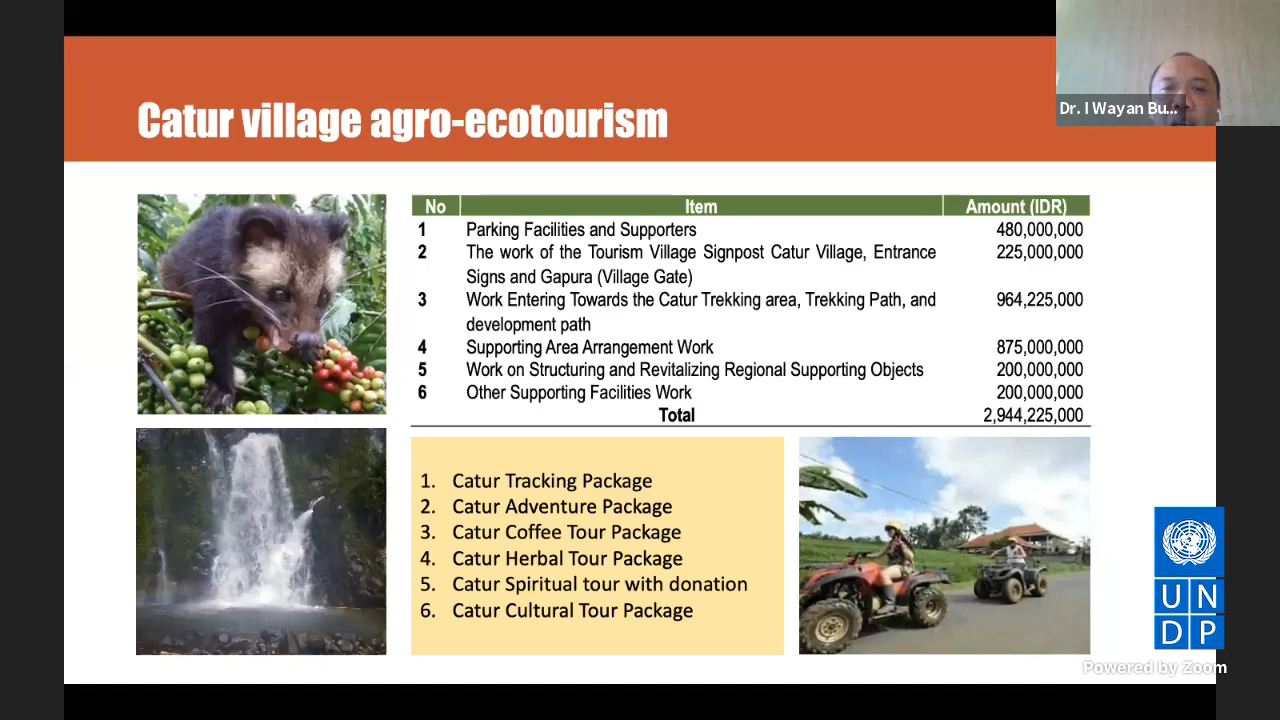 Catur village agro-ecotourism
Dr. I Wayan Bu...
No Item Amount (IDR)
1 Parking Facilities and Supporters 480,000,000
2 The work of the Tourism Village Signpost Catur Village, Entrance 225,000,000
Signs and Gapura (Village Gate)
3 Work Entering Towards the Catur Trekking area, Trekking Path, and 964,225,000
development path
4 Supporting Area Arrangement Work 875,000,000
5 Work on Structuring and Revitalizing Regional Supporting Objects 200,000,000
6 Other Supporting Facilities Work 200,000,000
Total 2,944,225,000
1. Catur Tracking Package
2. Catur Adventure Package
3. Catur Coffee Tour Package
4. Catur Herbal Tour Package
5. Catur Spiritual tour with donation
6. Catur Cultural Tour Package
U N
D P
Powered by Zoom